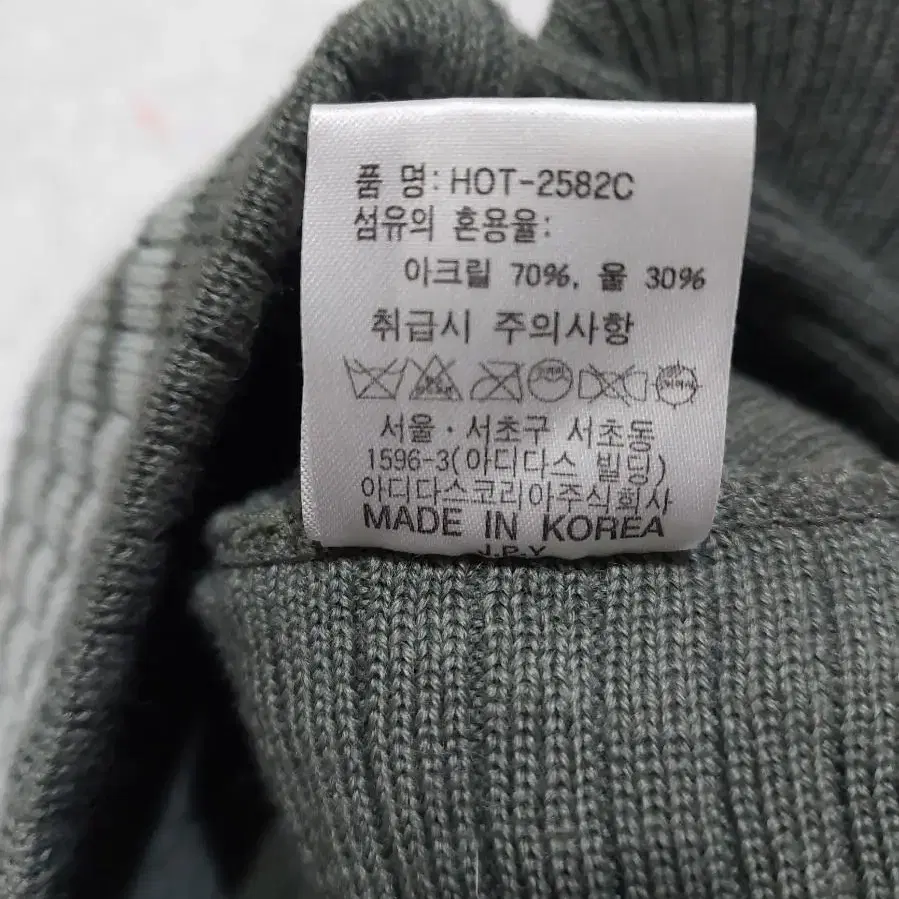 품 명: HOT-2582C
섬유의 혼용율:
아크릴 70%, 울 30%
취급시 주의사항
서울·서초구 서초동
1596-3(아디다스 빌딩)
아디다스코리아주식회사
MADE IN KOREA
J.P.Y